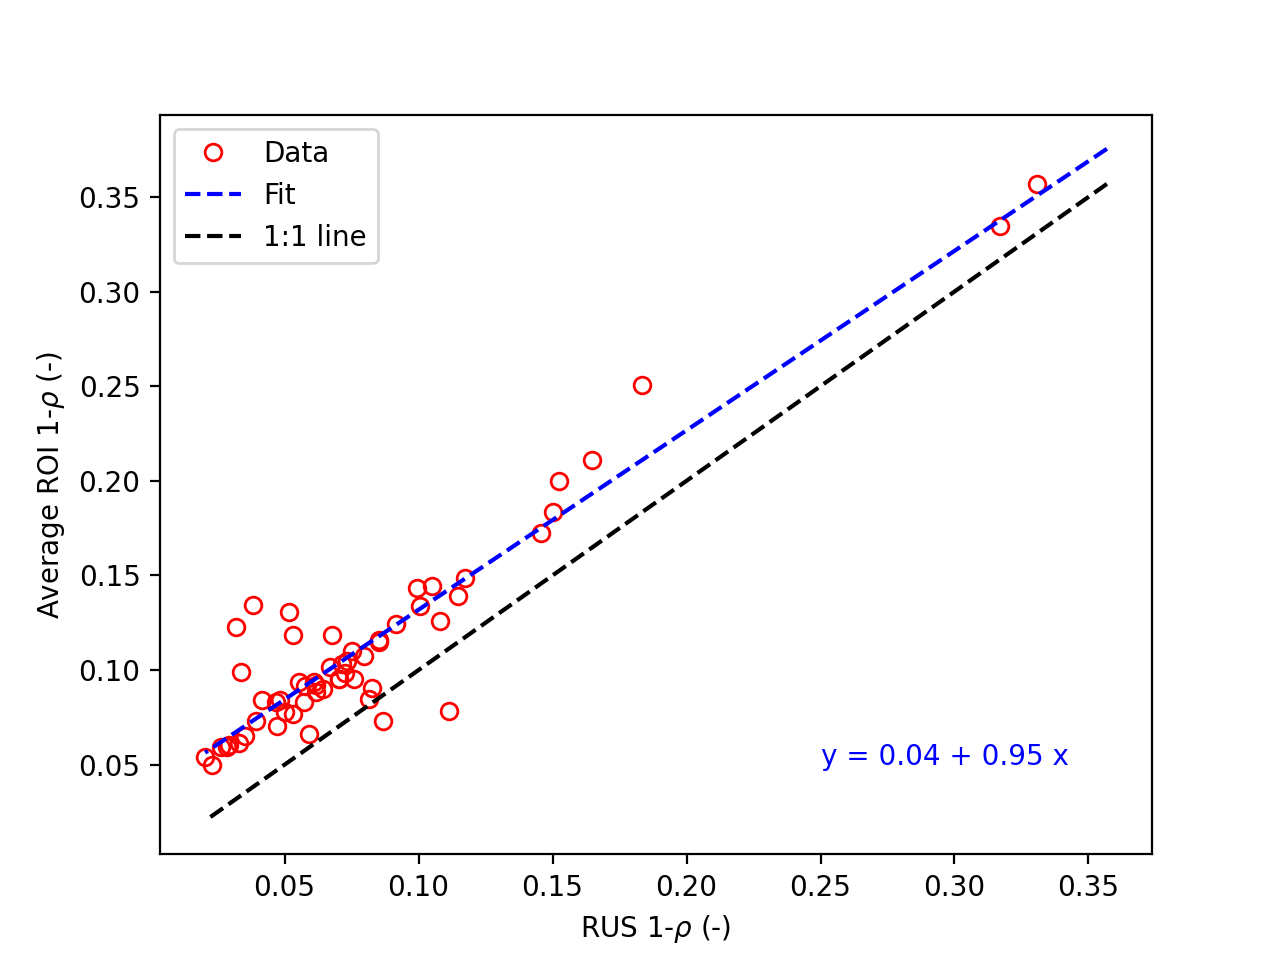 Data
Fit
1:1 line
0.35
0.30
0.25
0.20
0.15
0.10
0.05
Average ROI 1-ρ (-)
y = 0.04 + 0.95 x
0.05 0.10 0.15 0.20 0.25 0.30 0.35
RUS 1-ρ (-)